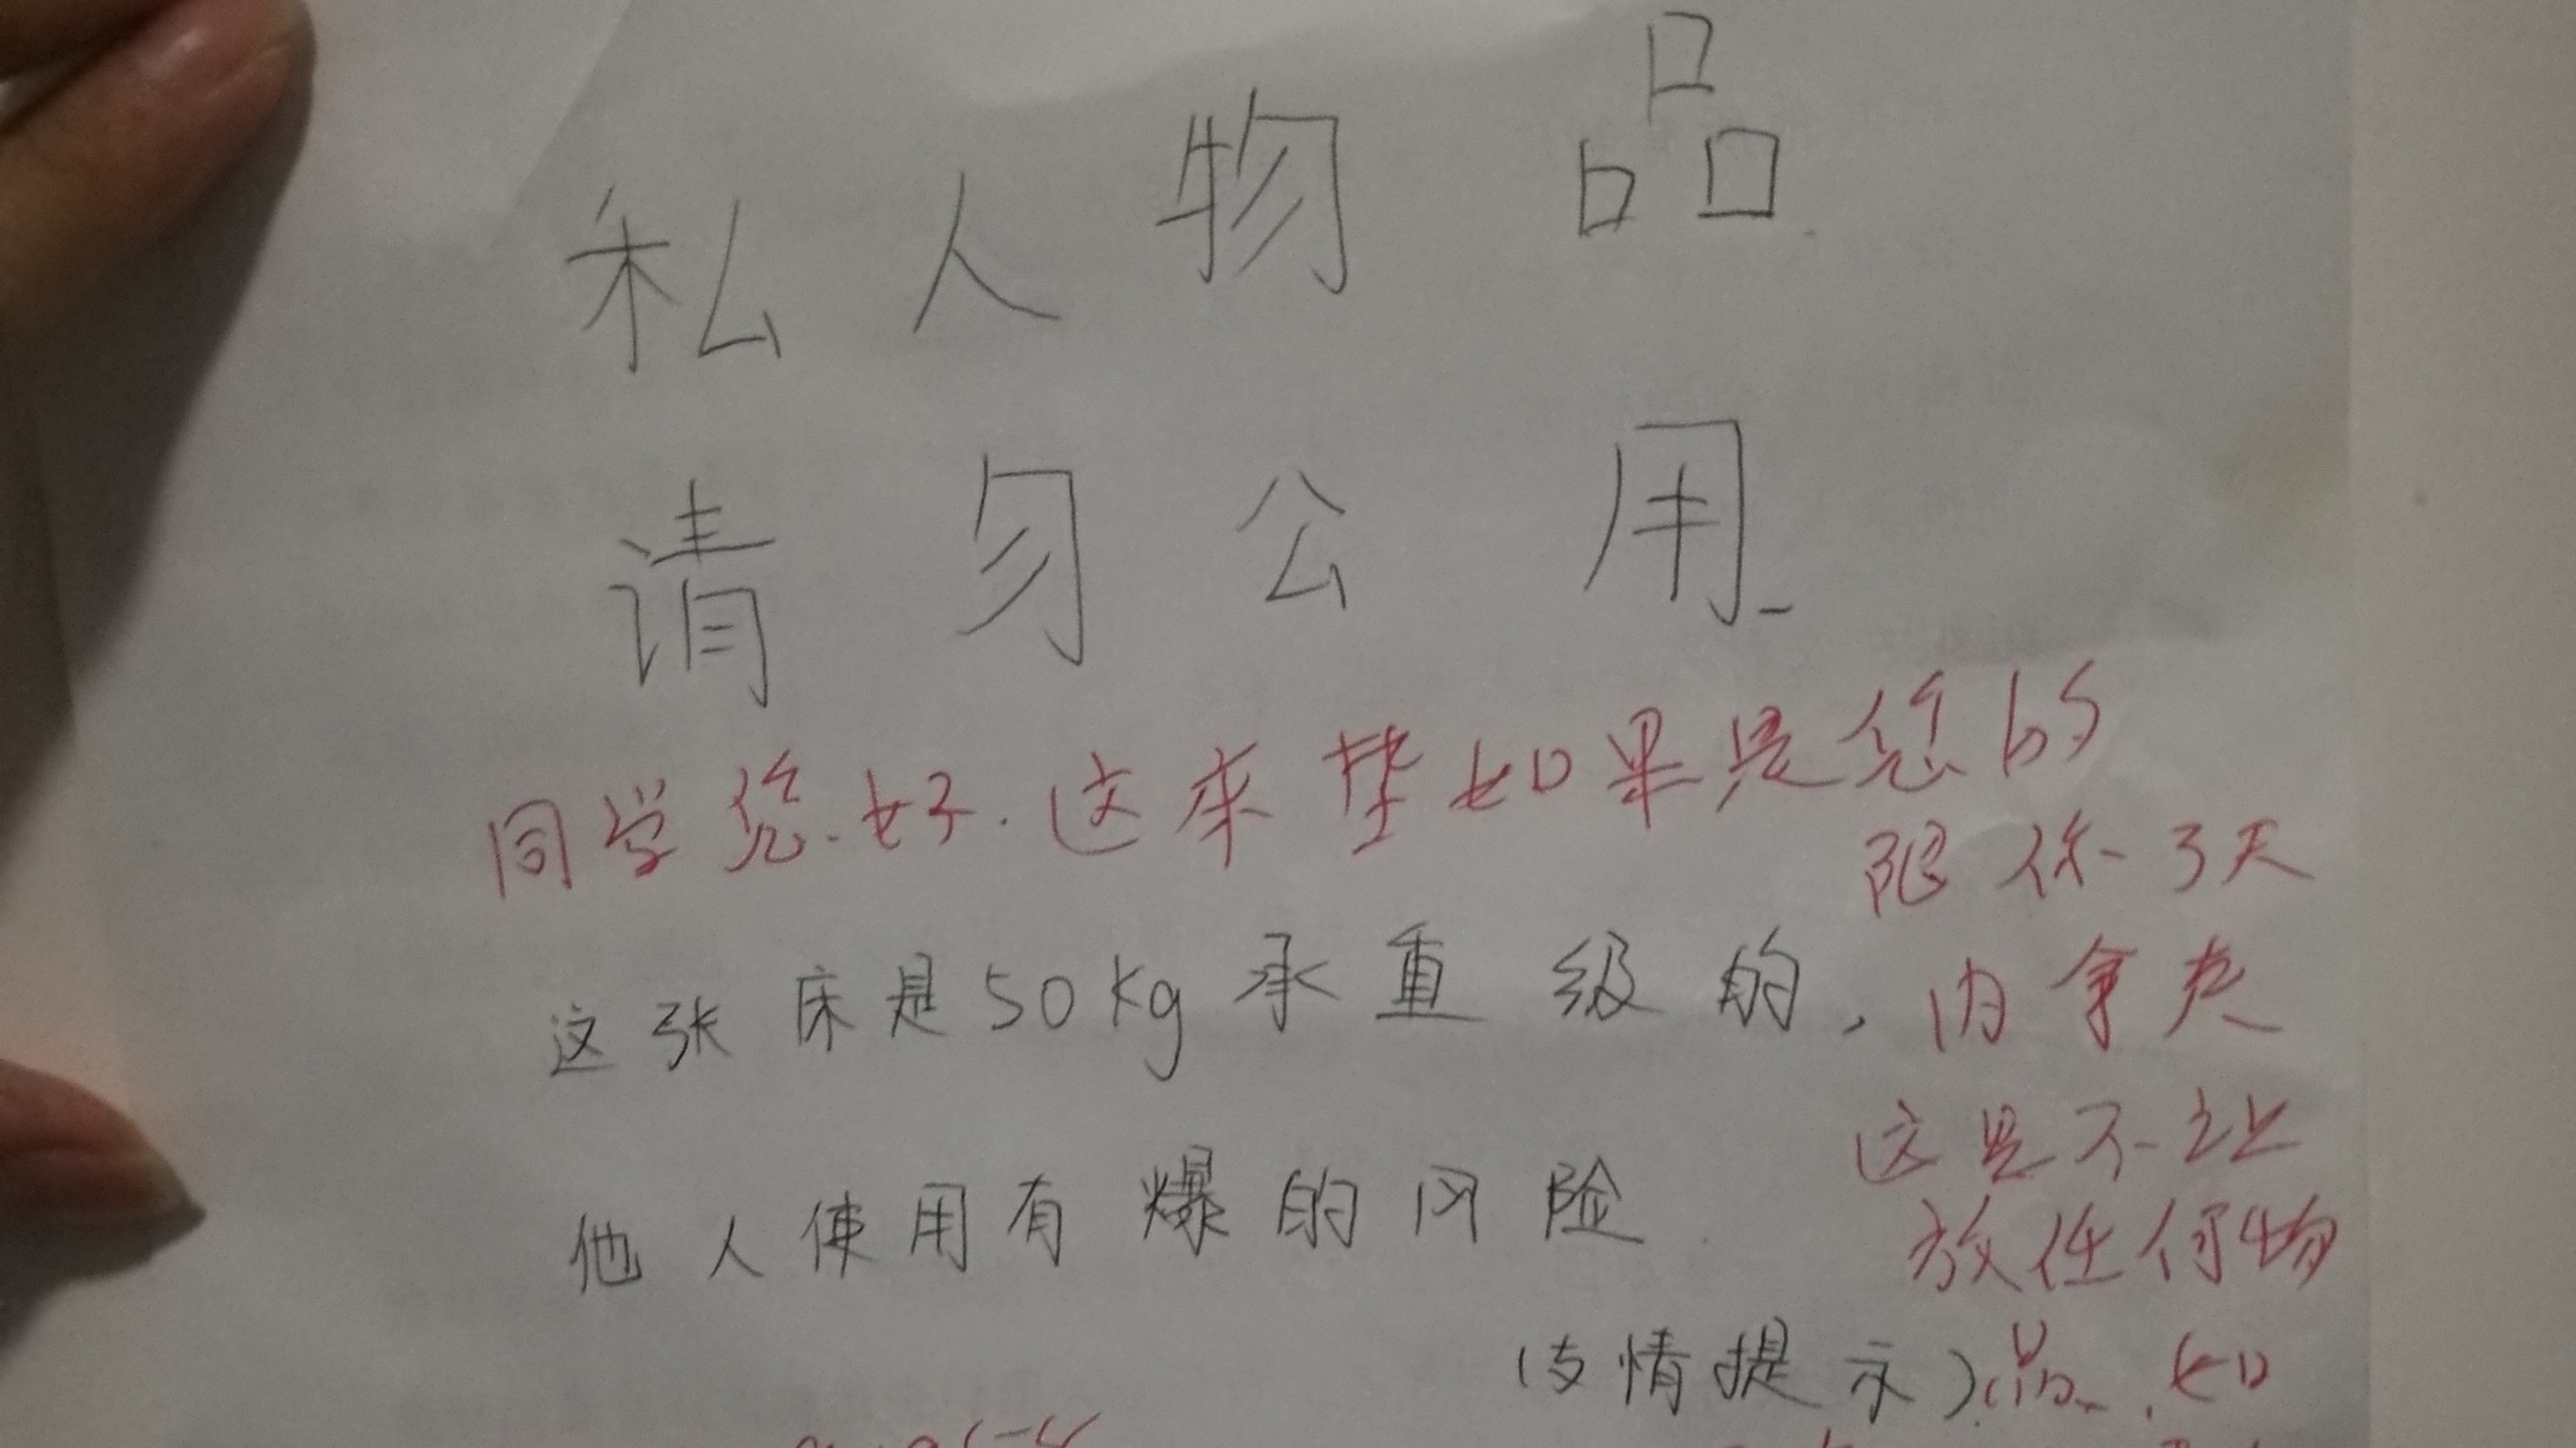 私人物品
请勿公用
同学您好.这床垫如果是您的
限你3天
这张床是50kg承重级的，
内拿走
这是不让
他人使用有爆的风险
放任何物
(友情提示)
品.如